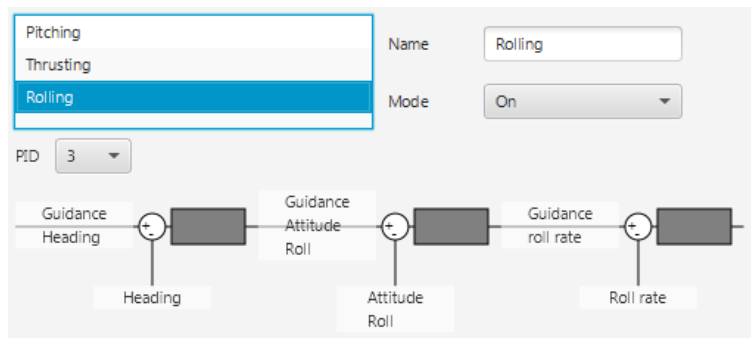 Pitching
Thrusting
Rolling
Name
Rolling
Mode
On
PID
3
Guidance
Heading
+
-
Heading
Guidance
Attitude
Roll
+
-
Attitude
Roll
Guidance
roll rate
+
-
Roll rate